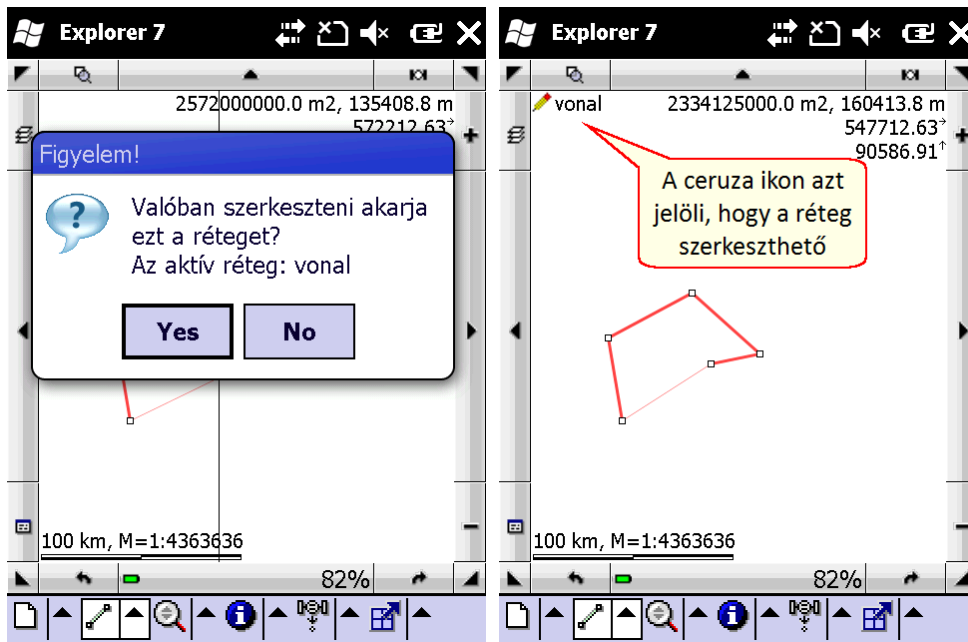 Explorer 7
2572000000.0 m2, 135408.8 m
572212.63
Figyelem!
Valóban szerkeszteni akarja
ezt a réteget?
Az aktív réteg: vonal
Yes
No
100 km, M=1:4363636
82%
Explorer 7
vonal
2334125000.0 m2, 160413.8 m
547712.63
90586.91
A ceruza ikon azt
jelöli, hogy a réteg
szerkeszthető
100 km, M=1:4363636
82%